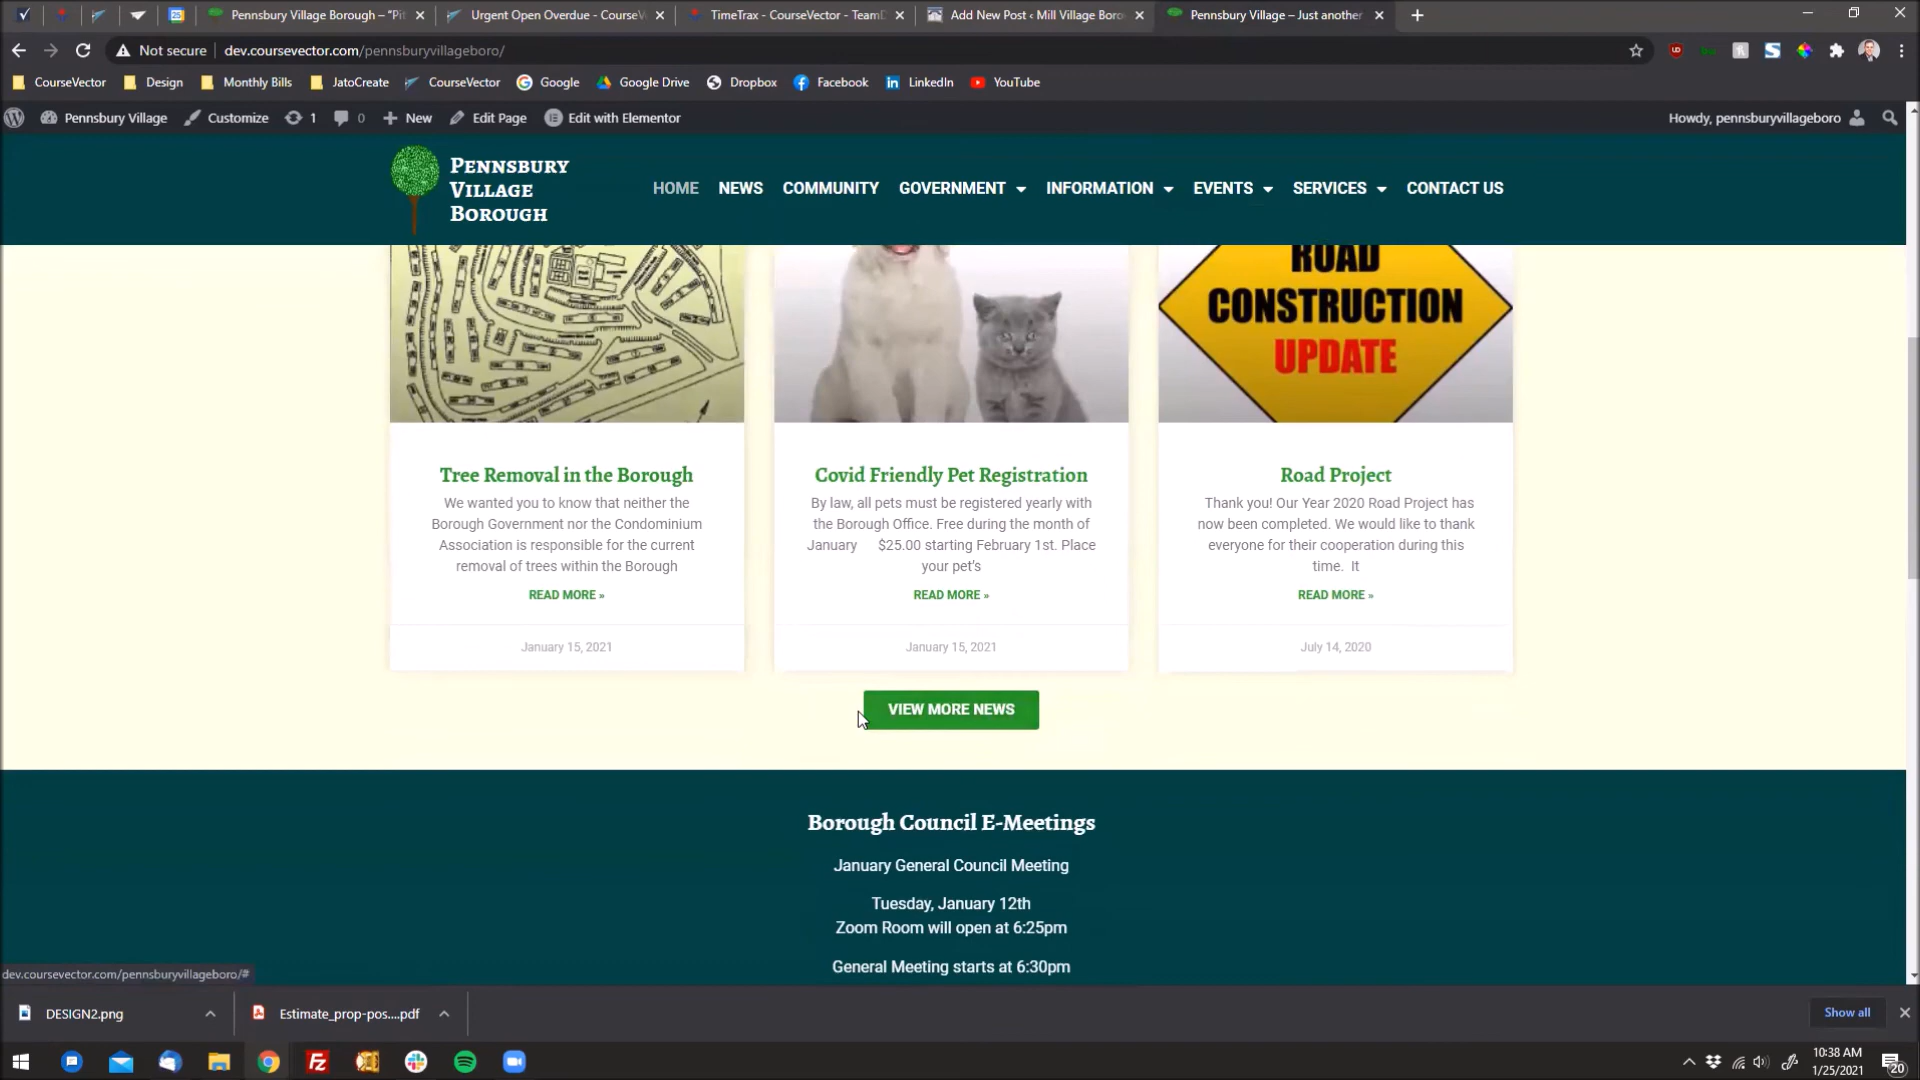 Pennsbury Village Borough – "Pit
Urgent Open Overdue - CourseV
TimeTrax - CourseVector - TeamD
Add New Post ‹ Mill Village Boro
Pennsbury Village – Just another
Not secure
dev.coursevector.com/pennsburyvillageboro/
CourseVector
Design
Monthly Bills
JatoCreate
CourseVector
Google
Google Drive
Dropbox
Facebook
LinkedIn
YouTube
Pennsbury Village
Customize
1
0
New
Edit Page
Edit with Elementor
Howdy, pennsburyvillageboro
PENNSBURY
VILLAGE
BOROUGH
HOME
NEWS
COMMUNITY
GOVERNMENT
INFORMATION
EVENTS
SERVICES
CONTACT US
ROAD
CONSTRUCTION
UPDATE
Tree Removal in the Borough
We wanted you to know that neither the
Borough Government nor the Condominium
Association is responsible for the current
removal of trees within the Borough
READ MORE »
January 15, 2021
Covid Friendly Pet Registration
By law, all pets must be registered yearly with
the Borough Office. Free during the month of
January $25.00 starting February 1st. Place
your pet's
READ MORE »
January 15, 2021
Road Project
Thank you! Our Year 2020 Road Project has
now been completed. We would like to thank
everyone for their cooperation during this
time. It
READ MORE »
July 14, 2020
VIEW MORE NEWS
Borough Council E-Meetings
January General Council Meeting
Tuesday, January 12th
Zoom Room will open at 6:25pm
General Meeting starts at 6:30pm
dev.coursevector.com/pennsburyvillageboro/#
DESIGN2.png
Estimate_prop-pos....pdf
Show all
10:38 AM
1/25/2021
20